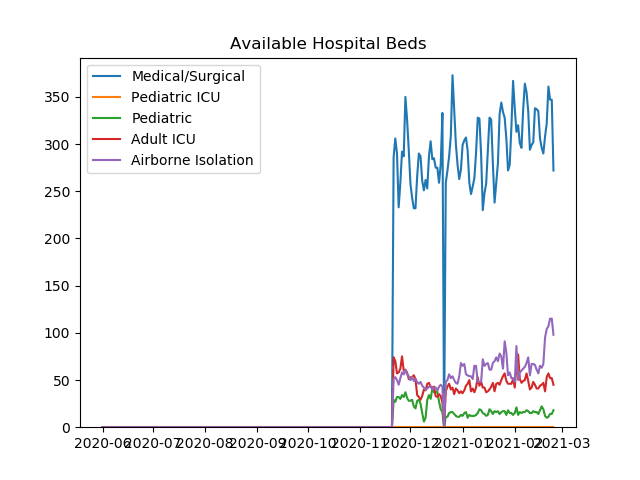 Available Hospital Beds
Medical/Surgical
Pediatric ICU
Pediatric
Adult ICU
Airborne Isolation
350
300
250
200
150
100
50
0
2020-06 2020-07 2020-08 2020-09 2020-10 2020-11 2020-12 2021-01 2021-02 2021-03